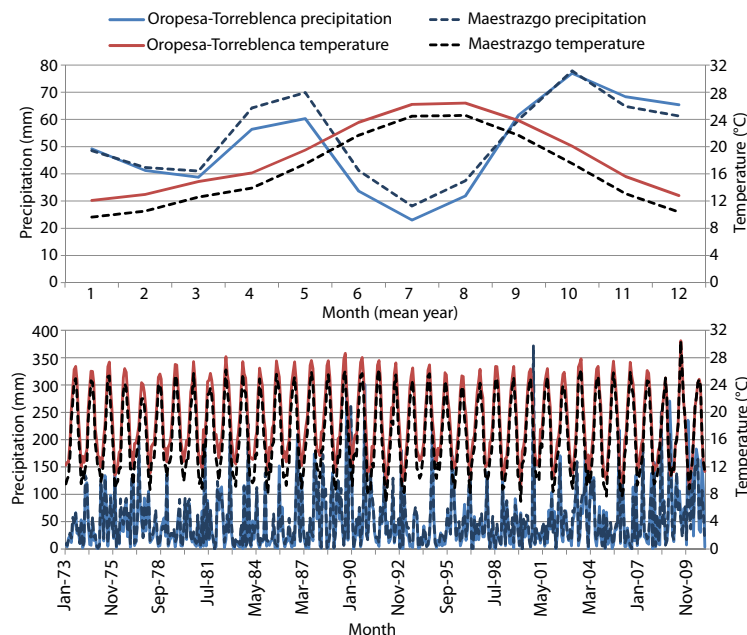 Oropesa-Torreblenca precipitation
Maestrazgo precipitation
Oropesa-Torreblenca temperature
Maestrazgo temperature
80
70
60
50
40
30
20
10
0
Precipitation (mm)
32
28
24
20
16
12
8
4
0
Temperature (°C)
1 2 3 4 5 6 7 8 9 10 11 12
Month (mean year)
400
350
300
250
200
150
100
50
0
Precipitation (mm)
32
28
24
20
16
12
8
4
0
Temperature (°C)
Jan-73
Nov-75
Sep-78
Jul-81
May-84
Mar-87
Jan-90
Nov-92
Sep-95
Jul-98
May-01
Mar-04
Jan-07
Nov-09
Month